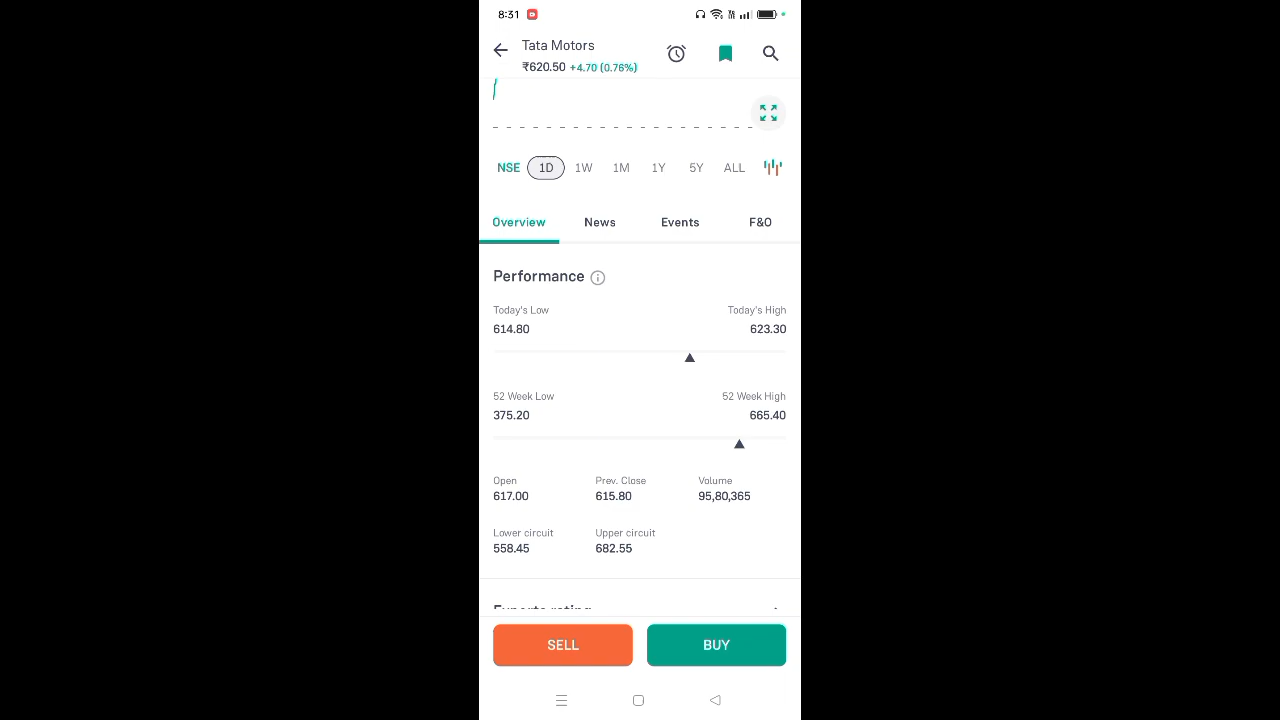 8:31
Tata Motors
₹620.50 +4.70 (0.76%)
NSE 1D 1W 1M 1Y 5Y ALL
Overview News Events F&O
Performance
Today's Low Today's High
614.80 623.30
52 Week Low 52 Week High
375.20 665.40
Open Prev. Close Volume
617.00 615.80 95,80,365
Lower circuit Upper circuit
558.45 682.55
Experts rating
SELL BUY